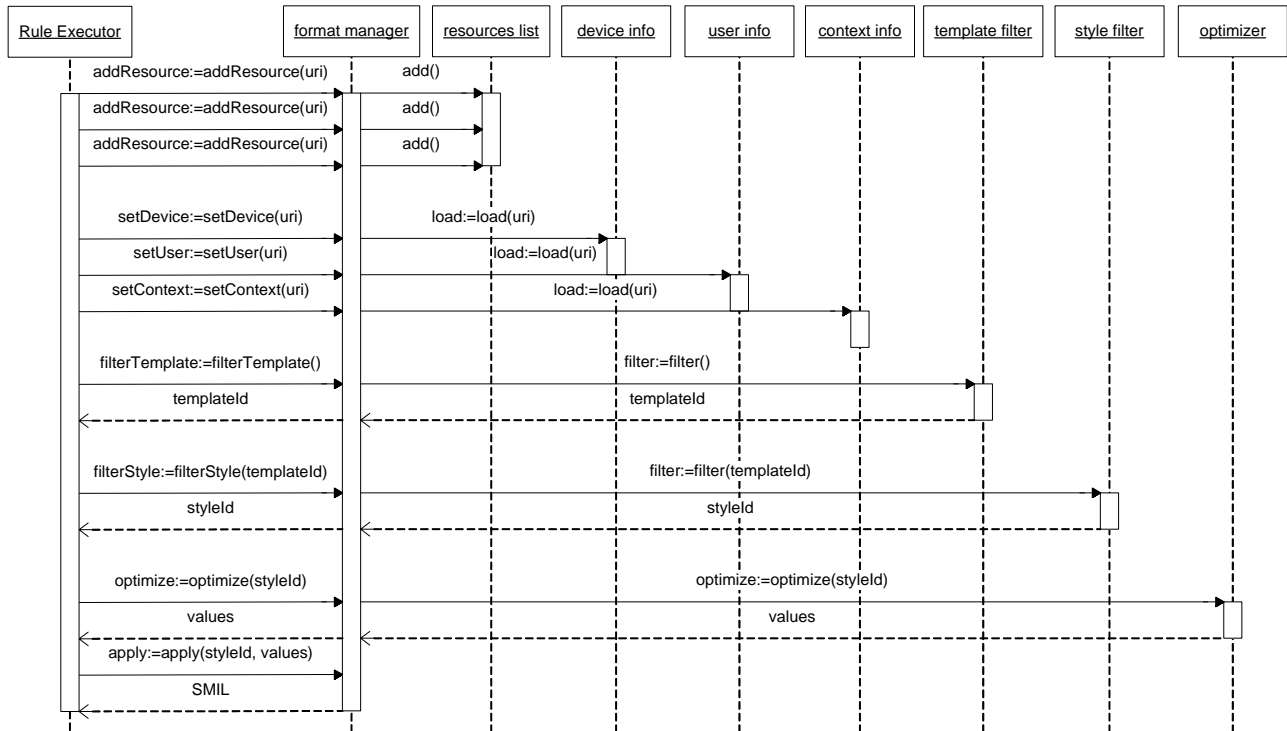 Rule Executor
format manager
resources list
device info
user info
context info
template filter
style filter
optimizer
addResource:=addResource(uri)
add()
addResource:=addResource(uri)
add()
addResource:=addResource(uri)
add()
setDevice:=setDevice(uri)
load:=load(uri)
setUser:=setUser(uri)
load:=load(uri)
setContext:=setContext(uri)
load:=load(uri)
filterTemplate:=filterTemplate()
filter:=filter()
templateId
templateId
filterStyle:=filterStyle(templateId)
filter:=filter(templateId)
styleId
styleId
optimize:=optimize(styleId)
optimize:=optimize(styleId)
values
values
apply:=apply(styleId, values)
SMIL